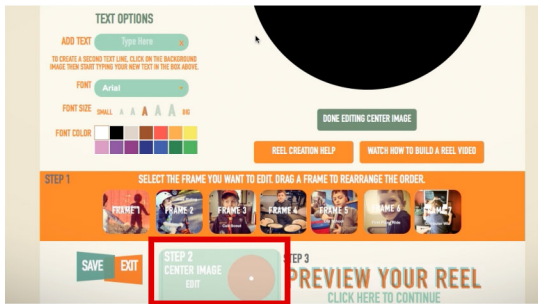 TEXT OPTIONS
ADD TEXT Type Here x
TO CREATE A SECOND TEXT LINE, CLICK ON THE BACKGROUND
IMAGE THEN START TYPING YOUR NEW TEXT IN THE BOX ABOVE.
FONT Arial
FONT SIZE SMALL A A A A A BIG
FONT COLOR
DONE EDITING CENTER IMAGE
REEL CREATION HELP
WATCH HOW TO BUILD A REEL VIDEO
STEP 1
SELECT THE FRAME YOU WANT TO EDIT. DRAG A FRAME TO REARRANGE THE ORDER.
FRAME 1
FRAME 2
FRAME 3
FRAME 4
FRAME 5
FRAME 6
FRAME 7
SAVE
EXIT
STEP 2
CENTER IMAGE
EDIT
STEP 3
PREVIEW YOUR REEL
CLICK HERE TO CONTINUE